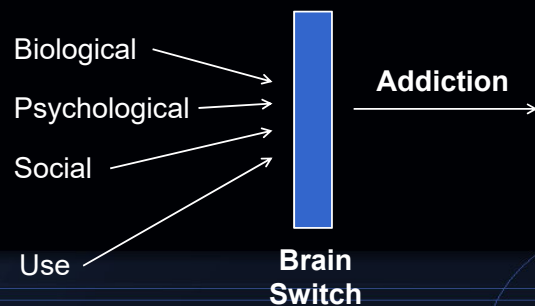 Biological
Psychological
Social
Use
Addiction
Brain
Switch